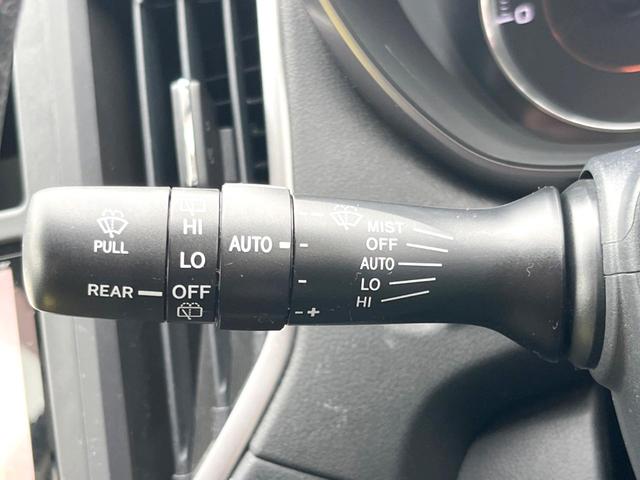 PULL
REAR
HI
LO
OFF
AUTO
-
-
-+
MIST
OFF
AUTO
LO
HI